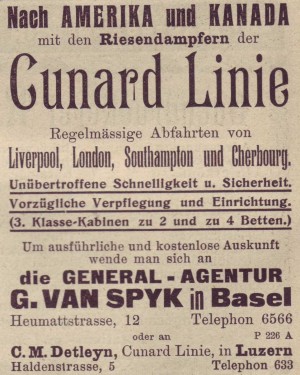 Nach AMERIKA und KANADA
mit den Riesendampfern der
Cunard Linie
Regelmässige Abfahrten von
Liverpool, London, Southampton und Cherbourg.
Unübertroffene Schnelligkeit u. Sicherheit.
Vorzügliche Verpflegung und Einrichtung.
(3. Klasse-Kabinen zu 2 und zu 4 Betten.)
Um ausführliche und kostenlose Auskunft
wende man sich an
die GENERAL-AGENTUR
G. VAN SPYK in Basel
Heumattstrasse, 12 Telephon 6566
oder an P 226 A
C. M. Detleyn, Cunard Linie, in Luzern
Haldenstrasse, 5 Telephon 633